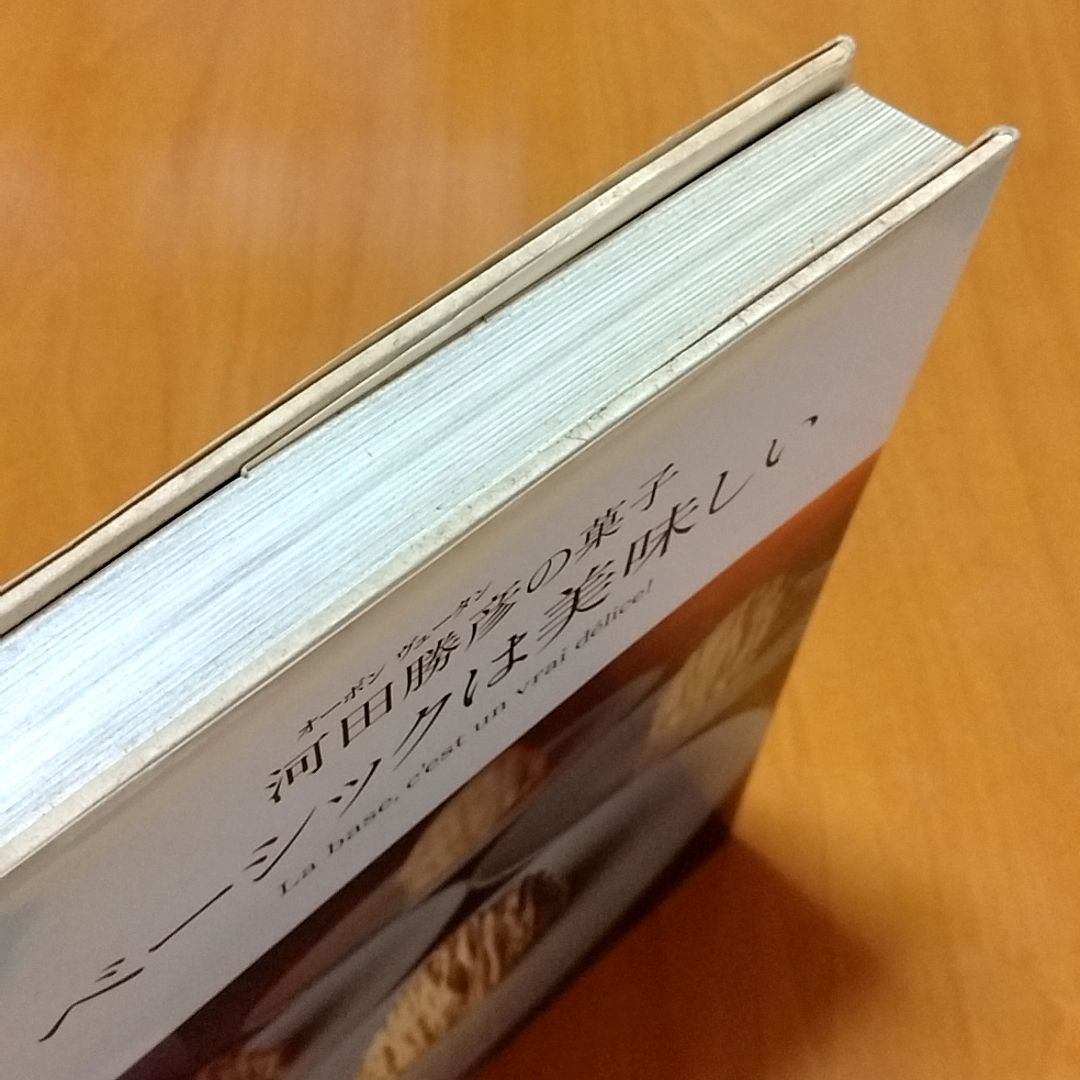 オーボン ヴュータン
河田勝彦の菓子
ベーシックは美味しい
La base, c'est un vrai délice!